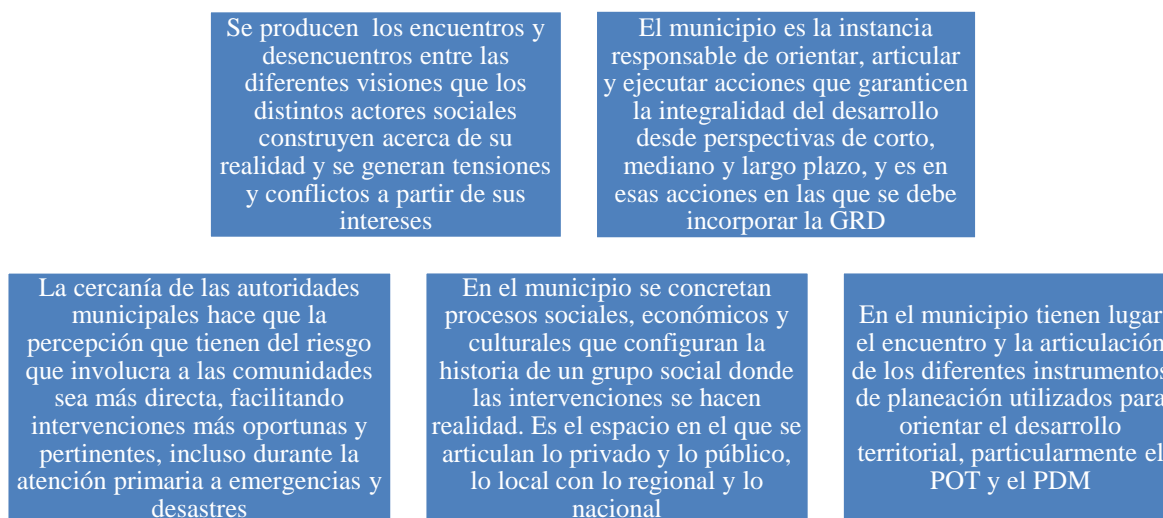 Se producen los encuentros y
desencuentros entre las
diferentes visiones que los
distintos actores sociales
construyen acerca de su
realidad y se generan tensiones
y conflictos a partir de sus
intereses
El municipio es la instancia
responsable de orientar, articular
y ejecutar acciones que garanticen
la integralidad del desarrollo
desde perspectivas de corto,
mediano y largo plazo, y es en
esas acciones en las que se debe
incorporar la GRD
La cercanía de las autoridades
municipales hace que la
percepción que tienen del riesgo
que involucra a las comunidades
sea más directa, facilitando
intervenciones más oportunas y
pertinentes, incluso durante la
atención primaria a emergencias y
desastres
En el municipio se concretan
procesos sociales, económicos y
culturales que configuran la
historia de un grupo social donde
las intervenciones se hacen
realidad. Es el espacio en el que se
articulan lo privado y lo público,
lo local con lo regional y lo
nacional
En el municipio tienen lugar
el encuentro y la articulación
de los diferentes instrumentos
de planeación utilizados para
orientar el desarrollo
territorial, particularmente el
POT y el PDM